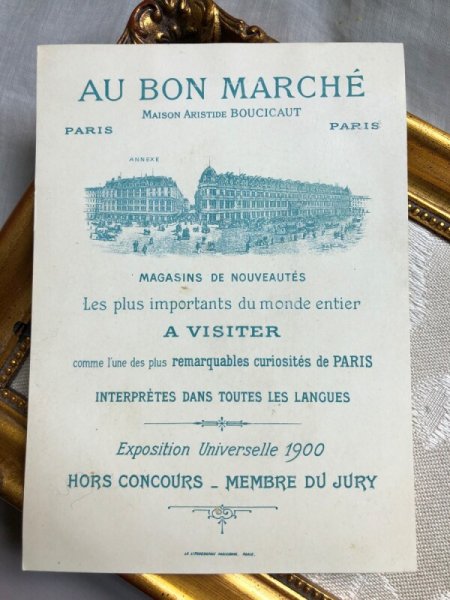 AU BON MARCHÉ
MAISON ARISTIDE BOUCICAUT
PARIS PARIS
ANNEXE
MAGASINS DE NOUVEAUTÉS
Les plus importants du monde entier
A VISITER
comme l'une des plus remarquables curiosités de PARIS
INTERPRÈTES DANS TOUTES LES LANGUES
Exposition Universelle 1900
HORS CONCOURS _ MEMBRE DU JURY
PARIS.